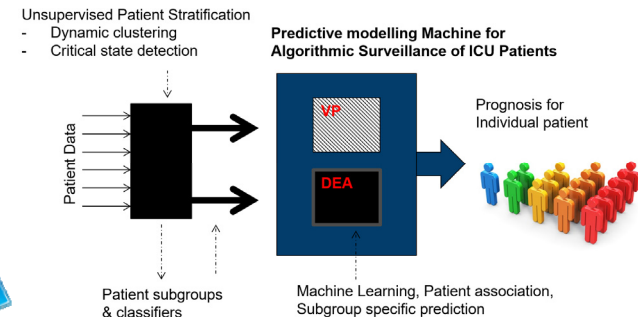 Unsupervised Patient Stratification
- Dynamic clustering
- Critical state detection
Predictive modelling Machine for
Algorithmic Surveillance of ICU Patients
Patient Data
VP
DEA
Prognosis for
Individual patient
Patient subgroups
& classifiers
Machine Learning, Patient association,
Subgroup specific prediction